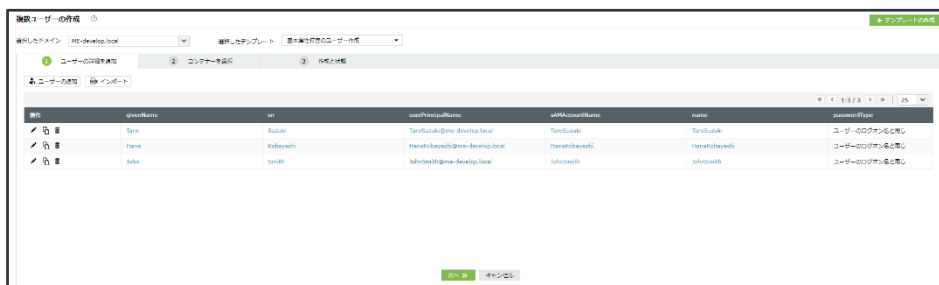 複数ユーザーの作成
+ テンプレートの作成
選択したドメイン ME-develop.local 選択したテンプレート 基本属性付きのユーザー作成
1 ユーザーの詳細を追加 2 コンテナーを選択 3 作成と状態
ユーザーの追加 インポート
1-3 / 3 25
操作 givenName sn userPrincipalName sAMAccountName name passwordType
Taro Suzuki TaroSuzuki@me-develop.local TaroSuzuki TaroSuzuki ユーザーのログオン名と同じ
Hana Kobayashi HanaKobayashi@me-develop.local HanaKobayashi HanaKobayashi ユーザーのログオン名と同じ
John Smith JohnSmith@me-develop.local JohnSmith JohnSmith ユーザーのログオン名と同じ
次へ » キャンセル